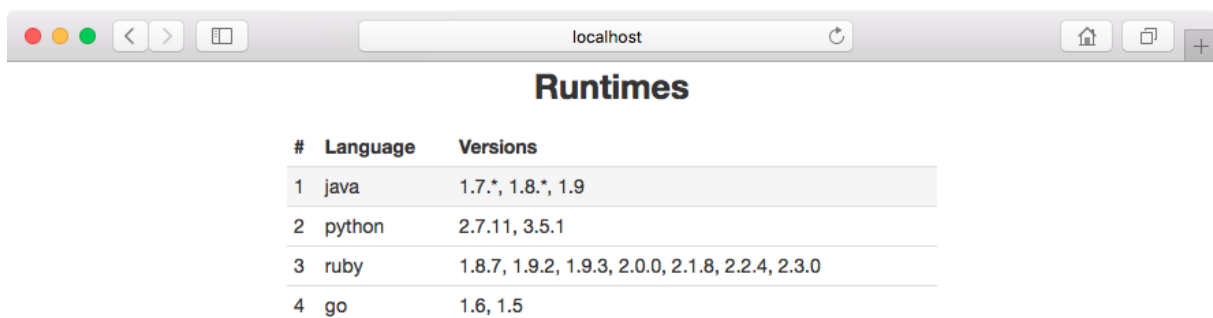 localhost
Runtimes
# Language Versions
1 java 1.7.*, 1.8.*, 1.9
2 python 2.7.11, 3.5.1
3 ruby 1.8.7, 1.9.2, 1.9.3, 2.0.0, 2.1.8, 2.2.4, 2.3.0
4 go 1.6, 1.5